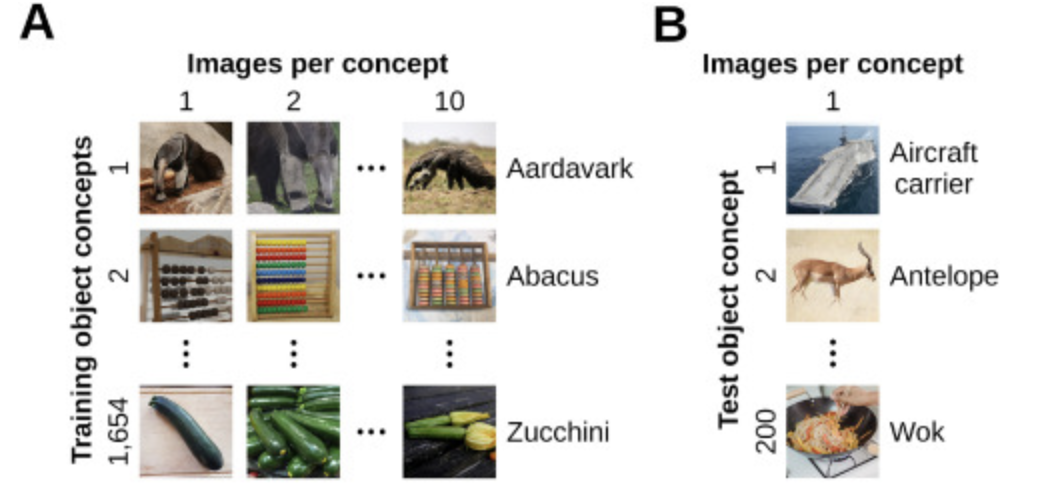 A
Images per concept
1 2 ... 10
Training object concepts
1
Aardavark
2
Abacus
1,654
Zucchini
B
Images per concept
1
Test object concept
1
Aircraft
carrier
2
Antelope
200
Wok